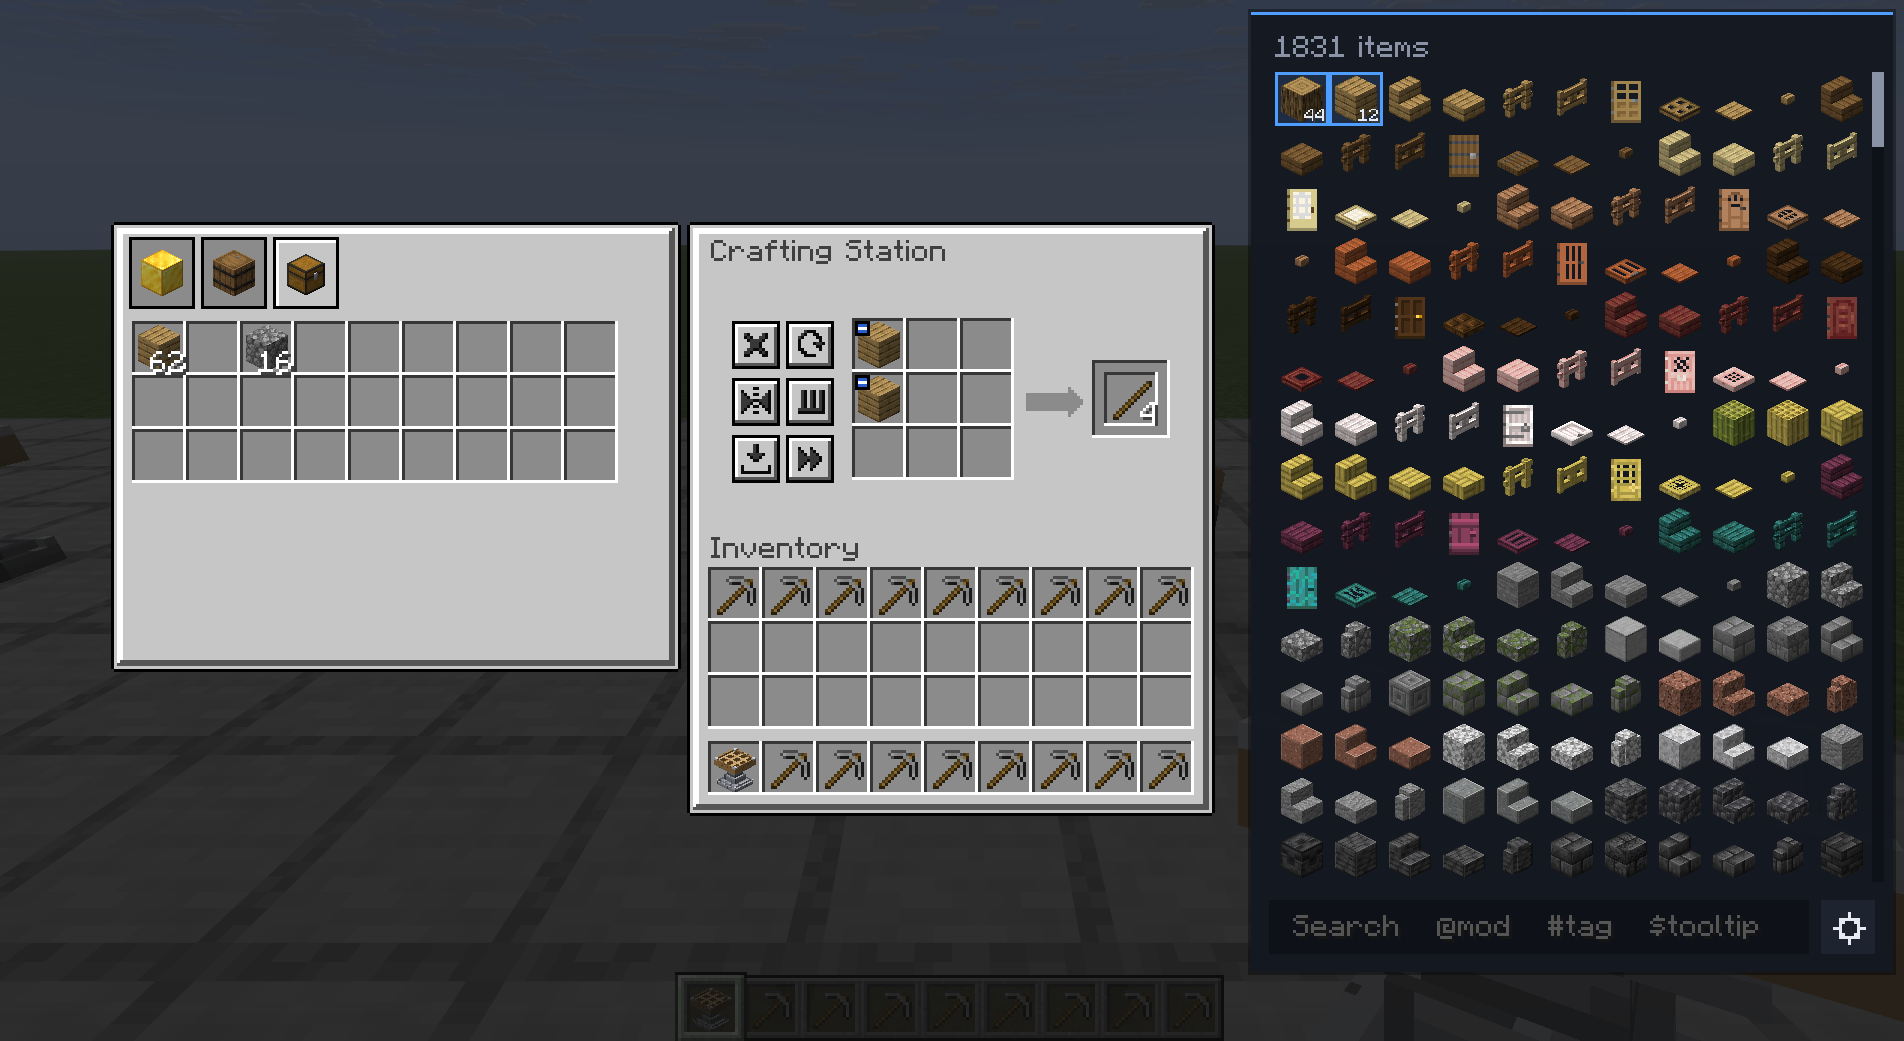 1831 items
44 12
Crafting Station
62 16
4
Inventory
Search @mod #tag $tooltip